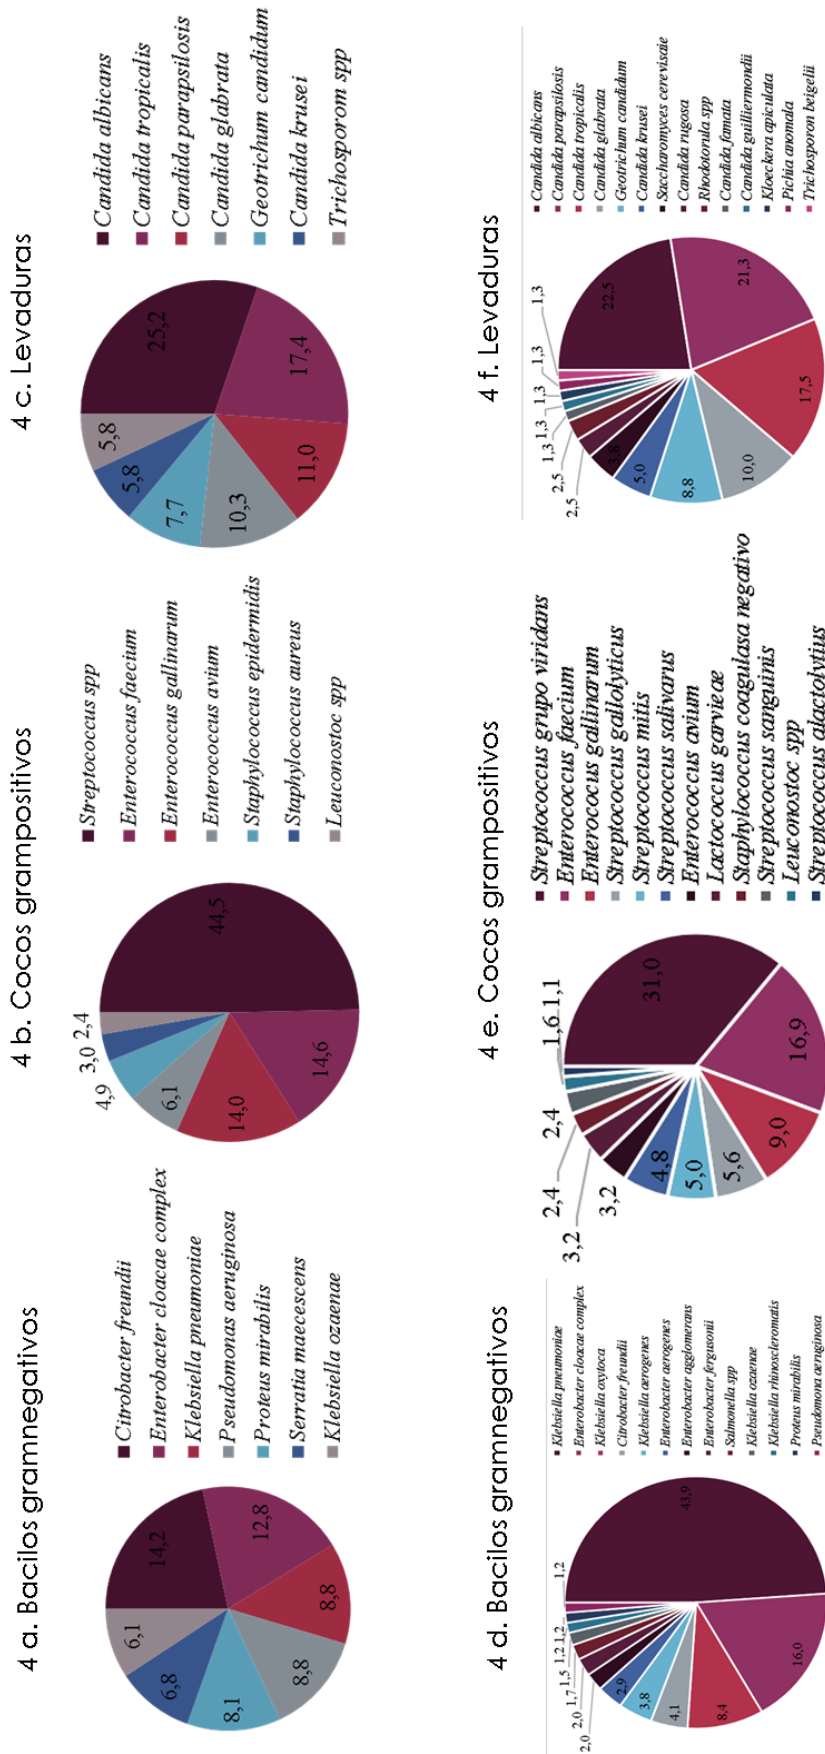 4 a. Bacilos gramnegativos
14,2
12,8
8,8
8,8
8,1
6,8
6,1
Citrobacter freundii
Enterobacter cloacae complex
Klebsiella pneumoniae
Pseudomonas aeruginosa
Proteus mirabilis
Serratia maecescens
Klebsiella ozaenae
4 b. Cocos grampositivos
44,5
14,6
14,0
6,1
4,9
3,0
2,4
Streptococcus spp
Enterococcus faecium
Enterococcus gallinarum
Enterococcus avium
Staphylococcus epidermidis
Staphylococcus aureus
Leuconostoc spp
4 c. Levaduras
25,2
17,4
11,0
10,3
7,7
5,8
5,8
Candida albicans
Candida tropicalis
Candida parapsilosis
Candida glabrata
Geotrichum candidum
Candida krusei
Trichosporom spp
4 d. Bacilos gramnegativos
43,9
16,0
8,4
4,1
3,8
2,9
2,0
2,0
1,7
1,5
1,2
1,2
1,2
Klebsiella pneumoniae
Enterobacter cloacae complex
Klebsiella oxytoca
Citrobacter freundii
Klebsiella aerogenes
Enterobacter aerogenes
Enterobacter agglomerans
Enterobacter fergusonii
Salmonella spp
Klebsiella ozaenae
Klebsiella rhinoscleromatis
Proteus mirabilis
Pseudomona aeruginosa
4 e. Cocos grampositivos
31,0
16,9
9,0
5,6
5,0
4,8
3,2
3,2
2,4
2,4
1,6
1,1
Streptococcus grupo viridans
Enterococcus faecium
Enterococus gallinarum
Streptococcus gallolyticus
Streptococcus mitis
Streptococcus salivarus
Enterococcus avium
Lactococcus garvieae
Staphylococcus coagulasa negativo
Streptococcus sanguinis
Leuconostoc spp
Streptococcus alactolytius
4 f. Levaduras
22,5
21,3
17,5
10,0
8,8
5,0
3,8
2,5
2,5
1,3
1,3
1,3
1,3
1,3
Candida albicans
Candida parapsilosis
Candida tropicalis
Candida glabrata
Geotrichum candidum
Candida krusei
Saccharomyces cerevisaie
Candida rugosa
Rhodotorula spp
Candida famata
Candida guilliermondii
Kloeckera apiculata
Pichia anomala
Trichosporon beigelii